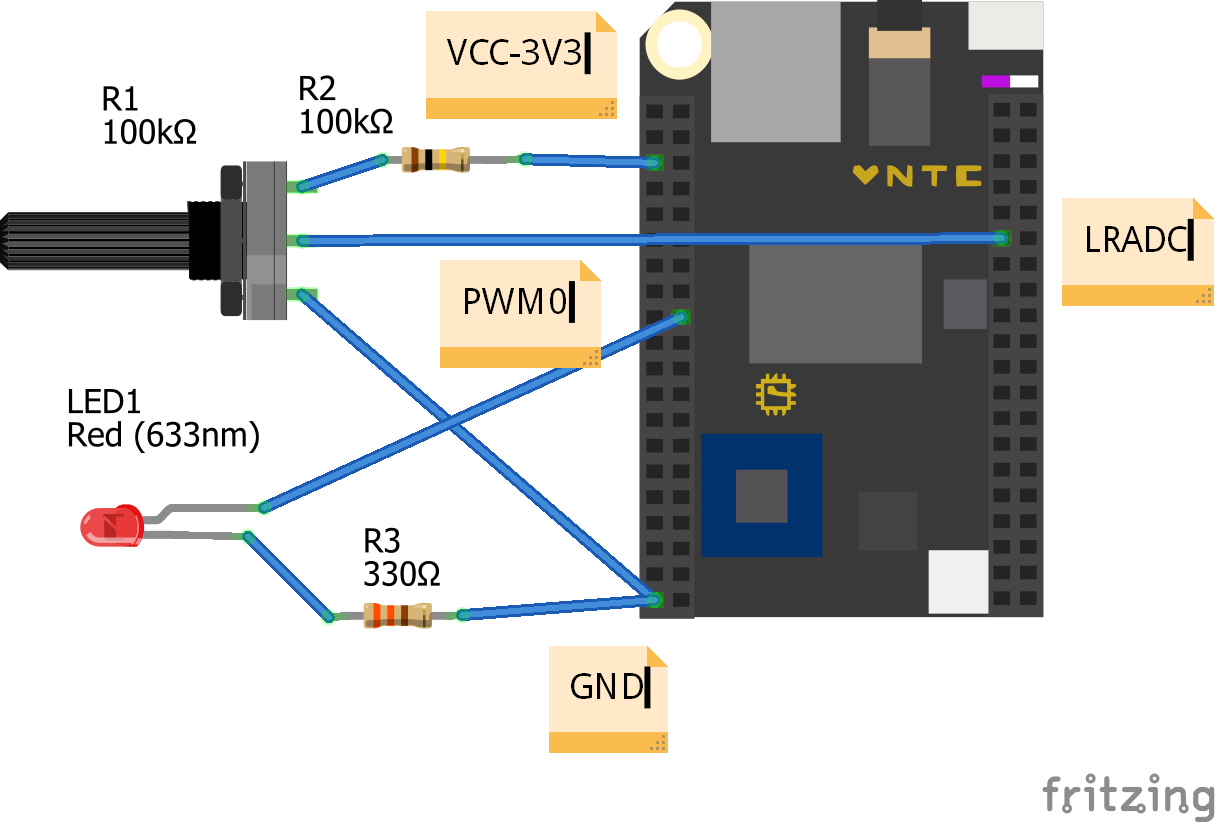 VCC-3V3
R1
100kΩ
R2
100kΩ
NTC
LRADC
PWM0
LED1
Red (633nm)
R3
330Ω
GND
fritzing